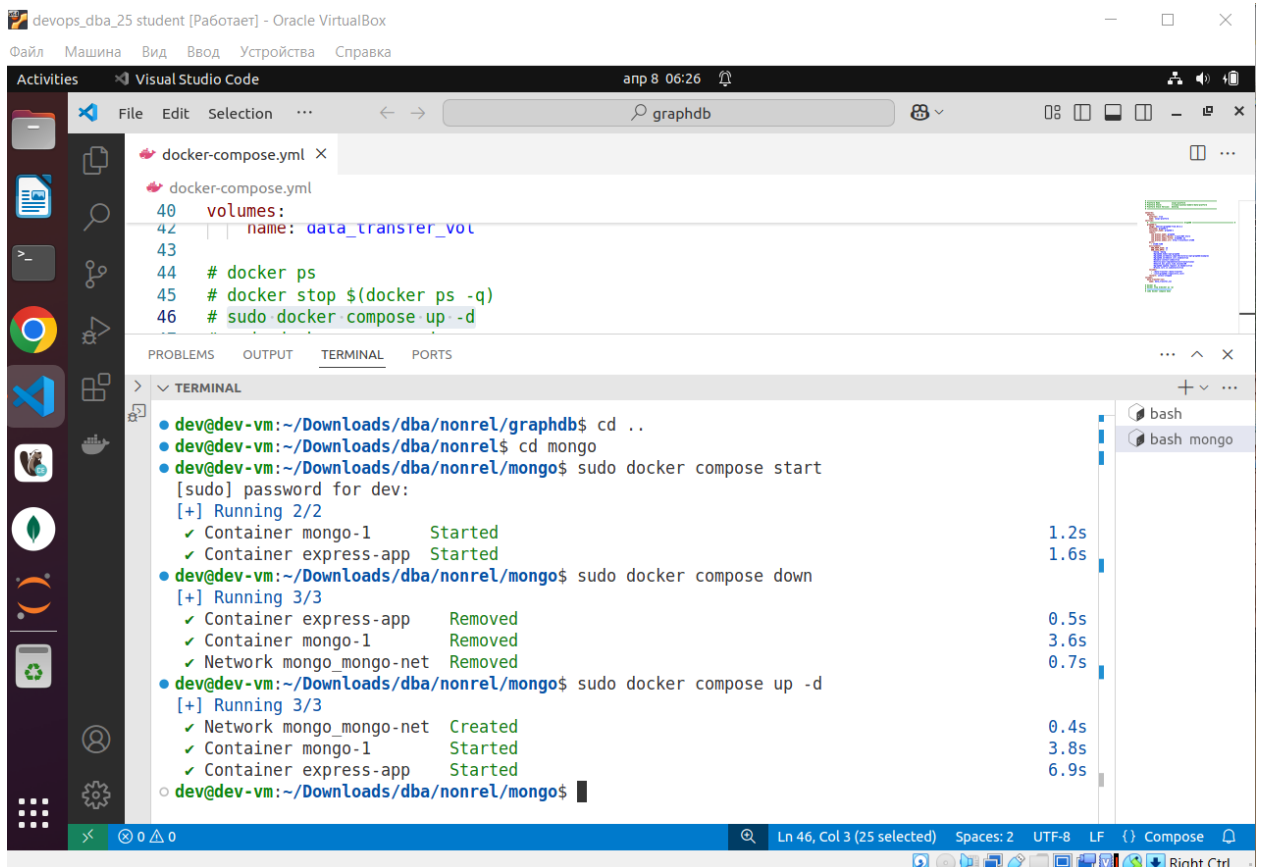 devops_dba_25 student [Работает] - Oracle VirtualBox
Файл Машина Вид Ввод Устройства Справка
Activities Visual Studio Code апр 8 06:26
File Edit Selection ··· graphdb
docker-compose.yml
docker-compose.yml
40 volumes:
42 name: data_transfer_vol
43
44 # docker ps
45 # docker stop $(docker ps -q)
46 # sudo docker compose up -d
PROBLEMS OUTPUT TERMINAL PORTS
TERMINAL
bash
bash mongo
dev@dev-vm:~/Downloads/dba/nonrel/graphdb$ cd ..
dev@dev-vm:~/Downloads/dba/nonrel$ cd mongo
dev@dev-vm:~/Downloads/dba/nonrel/mongo$ sudo docker compose start
[sudo] password for dev:
[+] Running 2/2
✔ Container mongo-1 Started 1.2s
✔ Container express-app Started 1.6s
dev@dev-vm:~/Downloads/dba/nonrel/mongo$ sudo docker compose down
[+] Running 3/3
✔ Container express-app Removed 0.5s
✔ Container mongo-1 Removed 3.6s
✔ Network mongo_mongo-net Removed 0.7s
dev@dev-vm:~/Downloads/dba/nonrel/mongo$ sudo docker compose up -d
[+] Running 3/3
✔ Network mongo_mongo-net Created 0.4s
✔ Container mongo-1 Started 3.8s
✔ Container express-app Started 6.9s
dev@dev-vm:~/Downloads/dba/nonrel/mongo$
0 0 Ln 46, Col 3 (25 selected) Spaces: 2 UTF-8 LF {} Compose
Right Ctrl